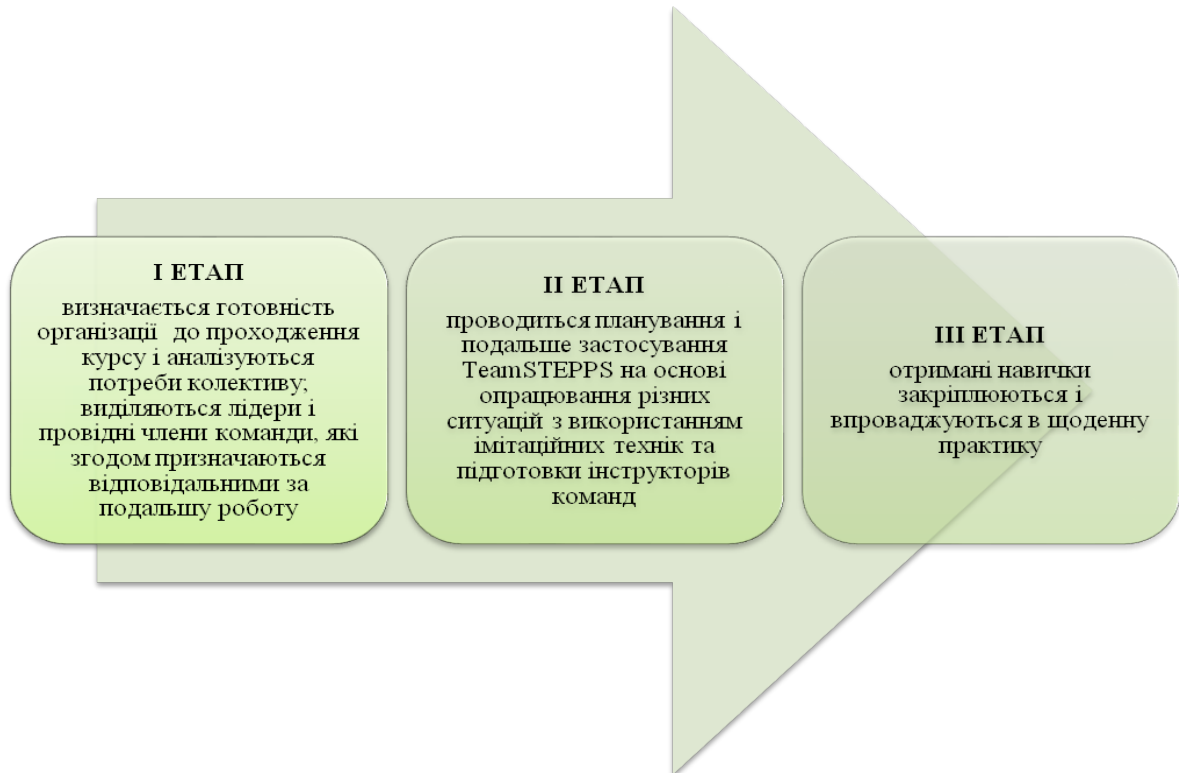 І ЕТАП
визначається готовність
організації до проходження
курсу і аналізуються
потреби колективу;
виділяються лідери і
провідні члени команди, які
згодом призначаються
відповідальними за
подальшу роботу
ІІ ЕТАП
проводиться планування і
подальше застосування
TeamSTEPPS на основі
опрацювання різних
ситуацій з використанням
імітаційних технік та
підготовки інструкторів
команд
ІІІ ЕТАП
отримані навички
закріплюються і
впроваджуються в щоденну
практику